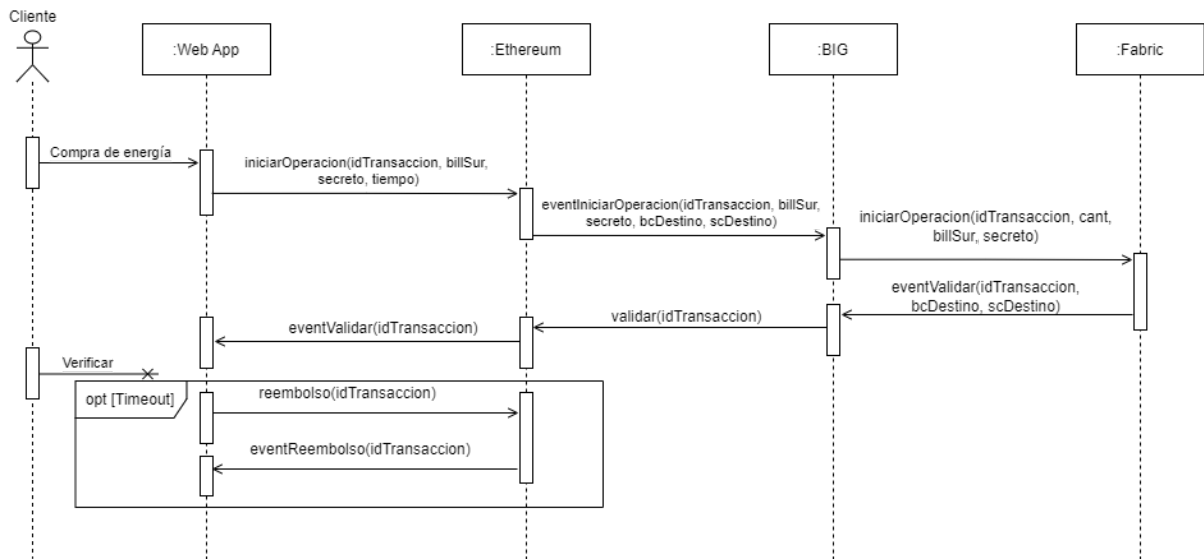 Cliente
:Web App
:Ethereum
:BIG
:Fabric
Compra de energía
iniciarOperacion(idTransaccion, billSur,
secreto, tiempo)
eventIniciarOperacion(idTransaccion, billSur,
secreto, bcDestino, scDestino)
iniciarOperacion(idTransaccion, cant,
billSur, secreto)
eventValidar(idTransaccion,
bcDestino, scDestino)
validar(idTransaccion)
eventValidar(idTransaccion)
Verificar
opt [Timeout]
reembolso(idTransaccion)
eventReembolso(idTransaccion)